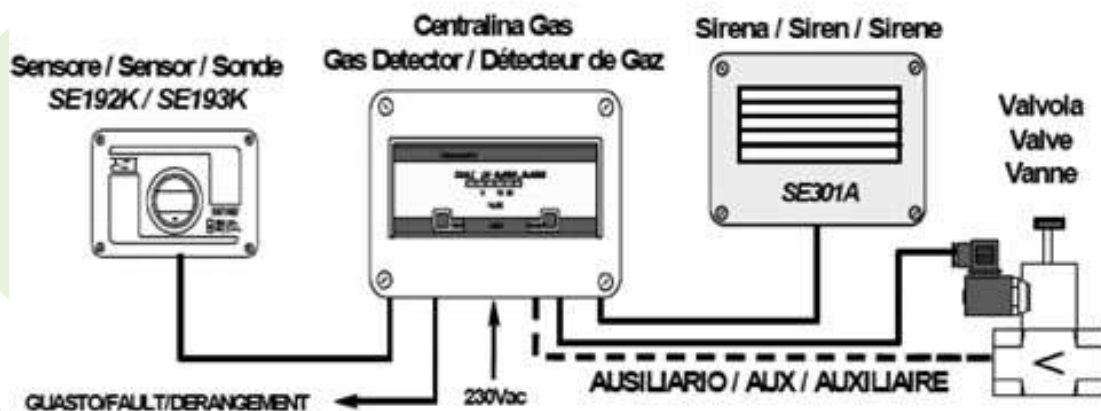 Centralina Gas
Gas Detector / Détecteur de Gaz
Sirena / Siren / Sirene
Sensore / Sensor / Sonde
SE192K / SE193K
Valvola
Valve
Vanne
SE301A
AUSILIARIO / AUX / AUXILIAIRE
230Vac
GUASTO/FAULT/DERANGEMENT